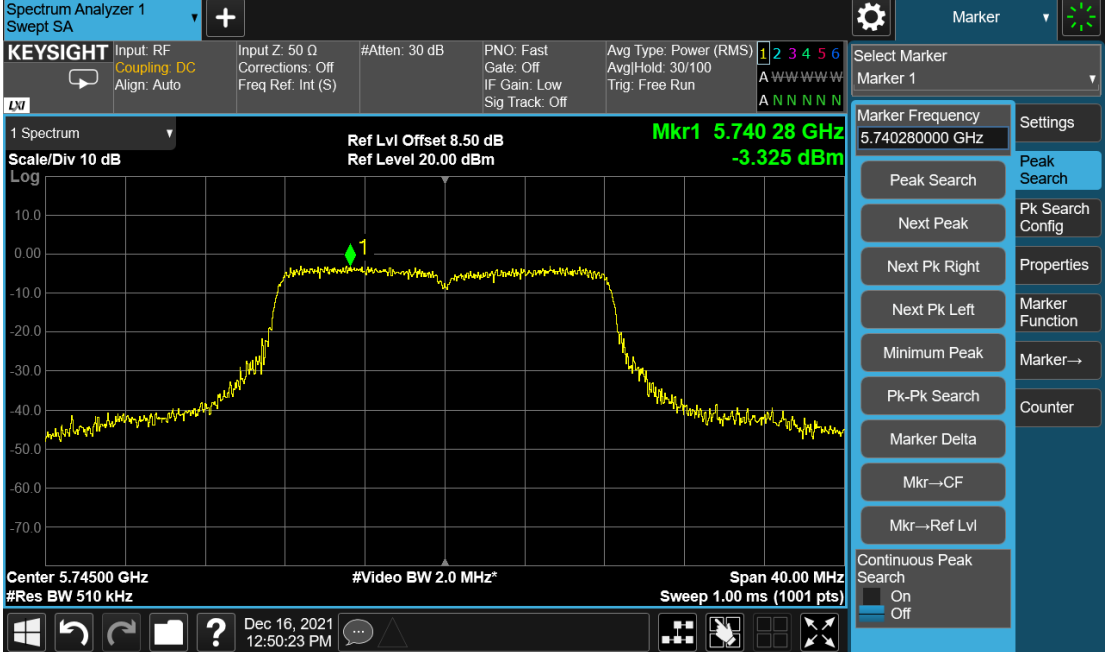 Spectrum Analyzer 1
Swept SA
+
Marker
KEYSIGHT
LXI
Input: RF
Coupling: DC
Align: Auto
Input Z: 50 Ω
Corrections: Off
Freq Ref: Int (S)
#Atten: 30 dB
PNO: Fast
Gate: Off
IF Gain: Low
Sig Track: Off
Avg Type: Power (RMS)
Avg|Hold: 30/100
Trig: Free Run
1 2 3 4 5 6
A W W W W W
A N N N N N
1 Spectrum
Scale/Div 10 dB
Log
Ref Lvl Offset 8.50 dB
Ref Level 20.00 dBm
Mkr1 5.740 28 GHz
-3.325 dBm
10.0
0.00
-10.0
-20.0
-30.0
-40.0
-50.0
-60.0
-70.0
1
Center 5.74500 GHz
#Res BW 510 kHz
#Video BW 2.0 MHz*
Span 40.00 MHz
Sweep 1.00 ms (1001 pts)
?
Dec 16, 2021
12:50:23 PM
Select Marker
Marker 1
Marker Frequency
5.740280000 GHz
Peak Search
Next Peak
Next Pk Right
Next Pk Left
Minimum Peak
Pk-Pk Search
Marker Delta
Mkr→CF
Mkr→Ref Lvl
Continuous Peak
Search
On
Off
Settings
Peak
Search
Pk Search
Config
Properties
Marker
Function
Marker→
Counter